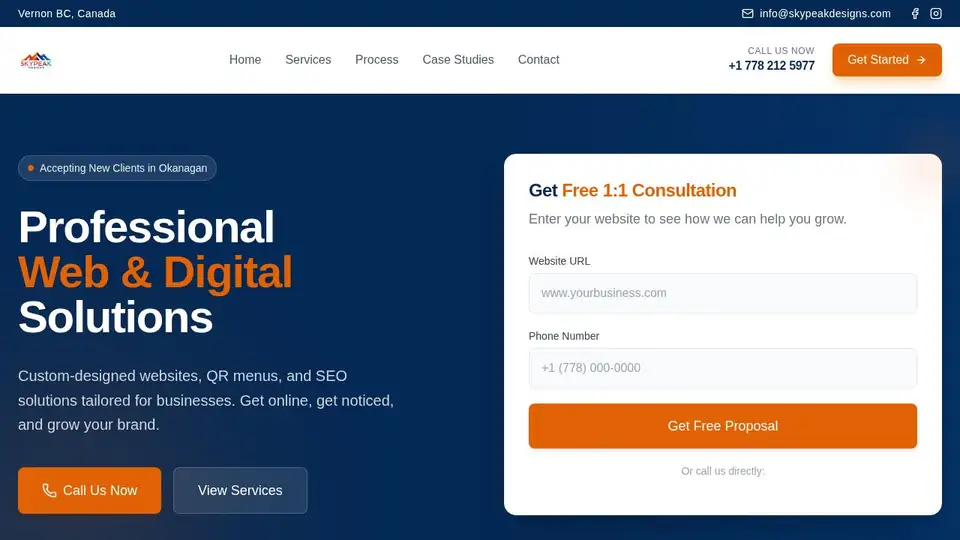 Vernon BC, Canada
info@skypeakdesigns.com
SKYPEAK
Home
Services
Process
Case Studies
Contact
CALL US NOW
+1 778 212 5977
Get Started
Accepting New Clients in Okanagan
Professional
Web & Digital
Solutions
Custom-designed websites, QR menus, and SEO
solutions tailored for businesses. Get online, get noticed,
and grow your brand.
Call Us Now
View Services
Get Free 1:1 Consultation
Enter your website to see how we can help you grow.
Website URL
www.yourbusiness.com
Phone Number
+1 (778) 000-0000
Get Free Proposal
Or call us directly: